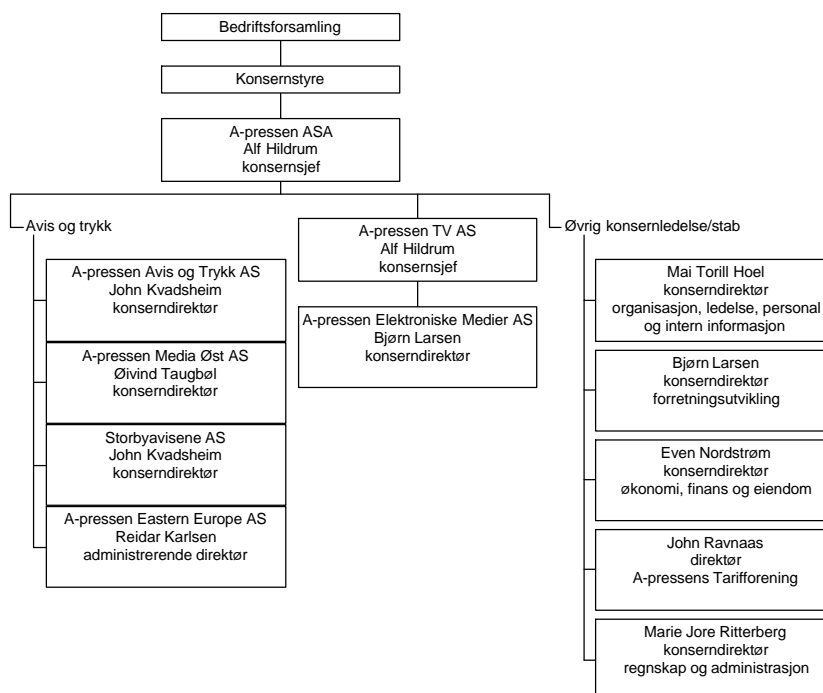 Bedriftsforsamling
Konsernstyre
A-pressen ASA
Alf Hildrum
konsernsjef
Avis og trykk
A-pressen Avis og Trykk AS
John Kvadsheim
konserndirektør
A-pressen Media Øst AS
Øivind Taugbøl
konserndirektør
Storbyavisene AS
John Kvadsheim
konserndirektør
A-pressen Eastern Europe AS
Reidar Karlsen
administrerende direktør
A-pressen TV AS
Alf Hildrum
konsernsjef
A-pressen Elektroniske Medier AS
Bjørn Larsen
konserndirektør
Øvrig konsernledelse/stab
Mai Torill Hoel
konserndirektør
organisasjon, ledelse, personal
og intern informasjon
Bjørn Larsen
konserndirektør
forretningsutvikling
Even Nordstrøm
konserndirektør
økonomi, finans og eiendom
John Ravnaas
direktør
A-pressens Tarifforening
Marie Jore Ritterberg
konserndirektør
regnskap og administrasjon